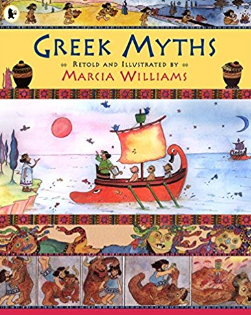 GREEK MYTHS
RETOLD AND ILLUSTRATED BY
MARCIA WILLIAMS